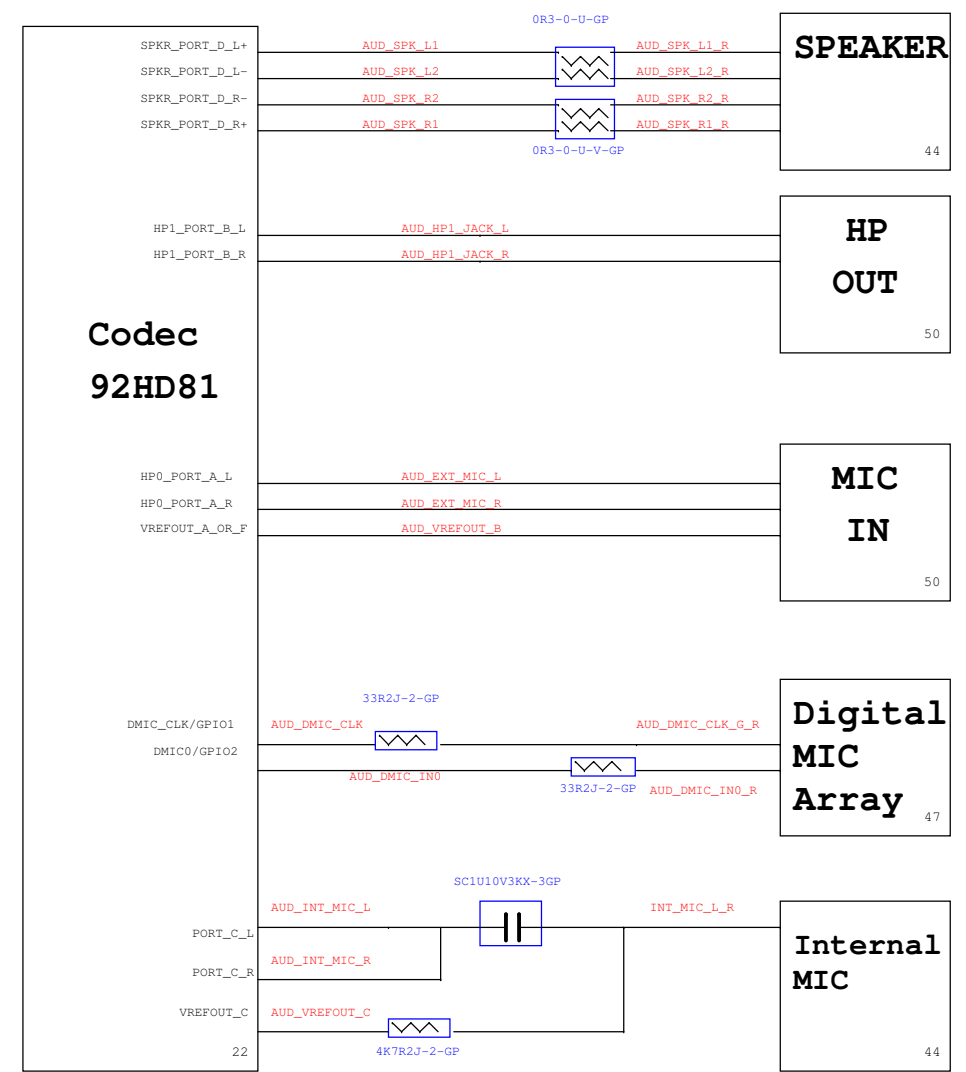 0R3-0-U-GP
SPKR_PORT_D_L+ AUD_SPK_L1 AUD_SPK_L1_R SPEAKER
SPKR_PORT_D_L- AUD_SPK_L2 AUD_SPK_L2_R
SPKR_PORT_D_R- AUD_SPK_R2 AUD_SPK_R2_R
SPKR_PORT_D_R+ AUD_SPK_R1 AUD_SPK_R1_R
0R3-0-U-V-GP 44
HP1_PORT_B_L AUD_HP1_JACK_L HP
HP1_PORT_B_R AUD_HP1_JACK_R
OUT
Codec 50
92HD81
HP0_PORT_A_L AUD_EXT_MIC_L MIC
HP0_PORT_A_R AUD_EXT_MIC_R
VREFOUT_A_OR_F AUD_VREFOUT_B IN
50
33R2J-2-GP
DMIC_CLK/GPIO1 AUD_DMIC_CLK AUD_DMIC_CLK_G_R Digital
DMIC0/GPIO2 MIC
AUD_DMIC_IN0 33R2J-2-GP AUD_DMIC_IN0_R Array
47
SC1U10V3KX-3GP
AUD_INT_MIC_L INT_MIC_L_R
PORT_C_L Internal
AUD_INT_MIC_R
PORT_C_R MIC
VREFOUT_C AUD_VREFOUT_C
22 4K7R2J-2-GP 44